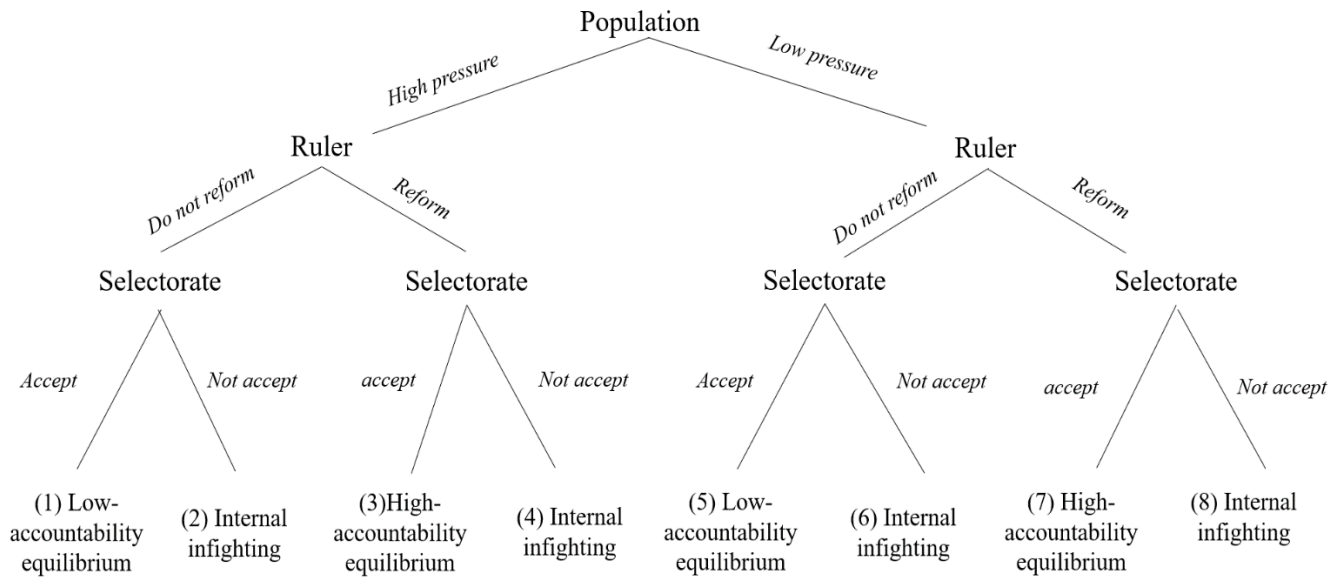 Population
High pressure
Low pressure
Ruler
Ruler
Do not reform
Reform
Do not reform
Reform
Selectorate
Selectorate
Selectorate
Selectorate
Accept
Not accept
accept
Not accept
Accept
Not accept
accept
Not accept
(1) Low-
accountability
equilibrium
(2) Internal
infighting
(3)High-
accountability
equilibrium
(4) Internal
infighting
(5) Low-
accountability
equilibrium
(6) Internal
infighting
(7) High-
accountability
equilibrium
(8) Internal
infighting